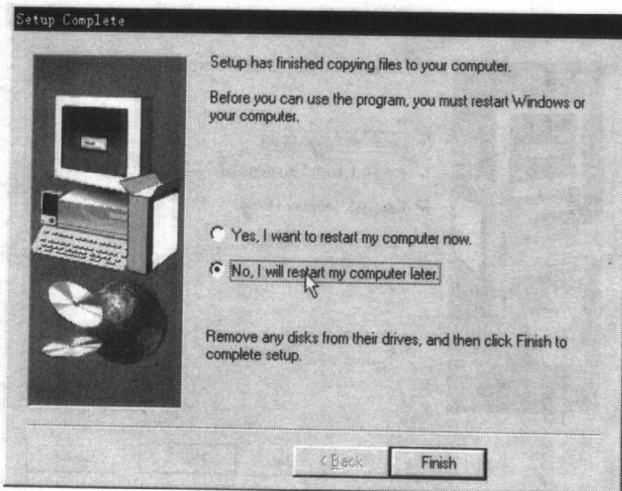 Setup Complete
Setup has finished copying files to your computer.
Before you can use the program, you must restart Windows or
your computer.
Yes, I want to restart my computer now.
No, I will restart my computer later.
Remove any disks from their drives, and then click Finish to
complete setup.
< Back
Finish